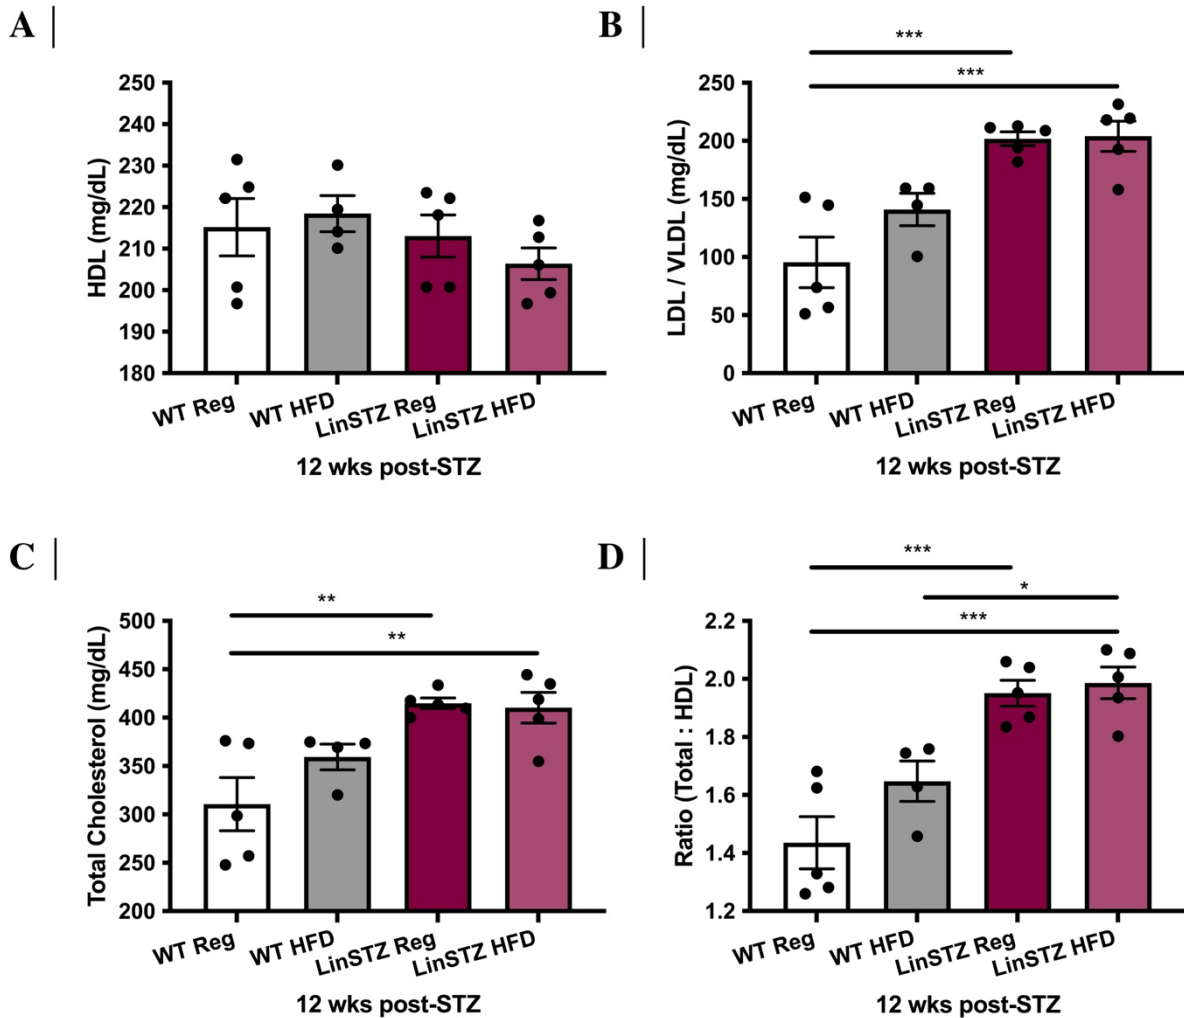 A |
HDL (mg/dL)
250
240
230
220
210
200
190
180
WT Reg
WT HFD
LinSTZ Reg
LinSTZ HFD
12 wks post-STZ
B |
***
***
LDL / VLDL (mg/dL)
250
200
150
100
50
0
WT Reg
WT HFD
LinSTZ Reg
LinSTZ HFD
12 wks post-STZ
C |
**
**
Total Cholesterol (mg/dL)
500
450
400
350
300
250
200
WT Reg
WT HFD
LinSTZ Reg
LinSTZ HFD
12 wks post-STZ
D |
***
*
***
Ratio (Total : HDL)
2.2
2.0
1.8
1.6
1.4
1.2
WT Reg
WT HFD
LinSTZ Reg
LinSTZ HFD
12 wks post-STZ